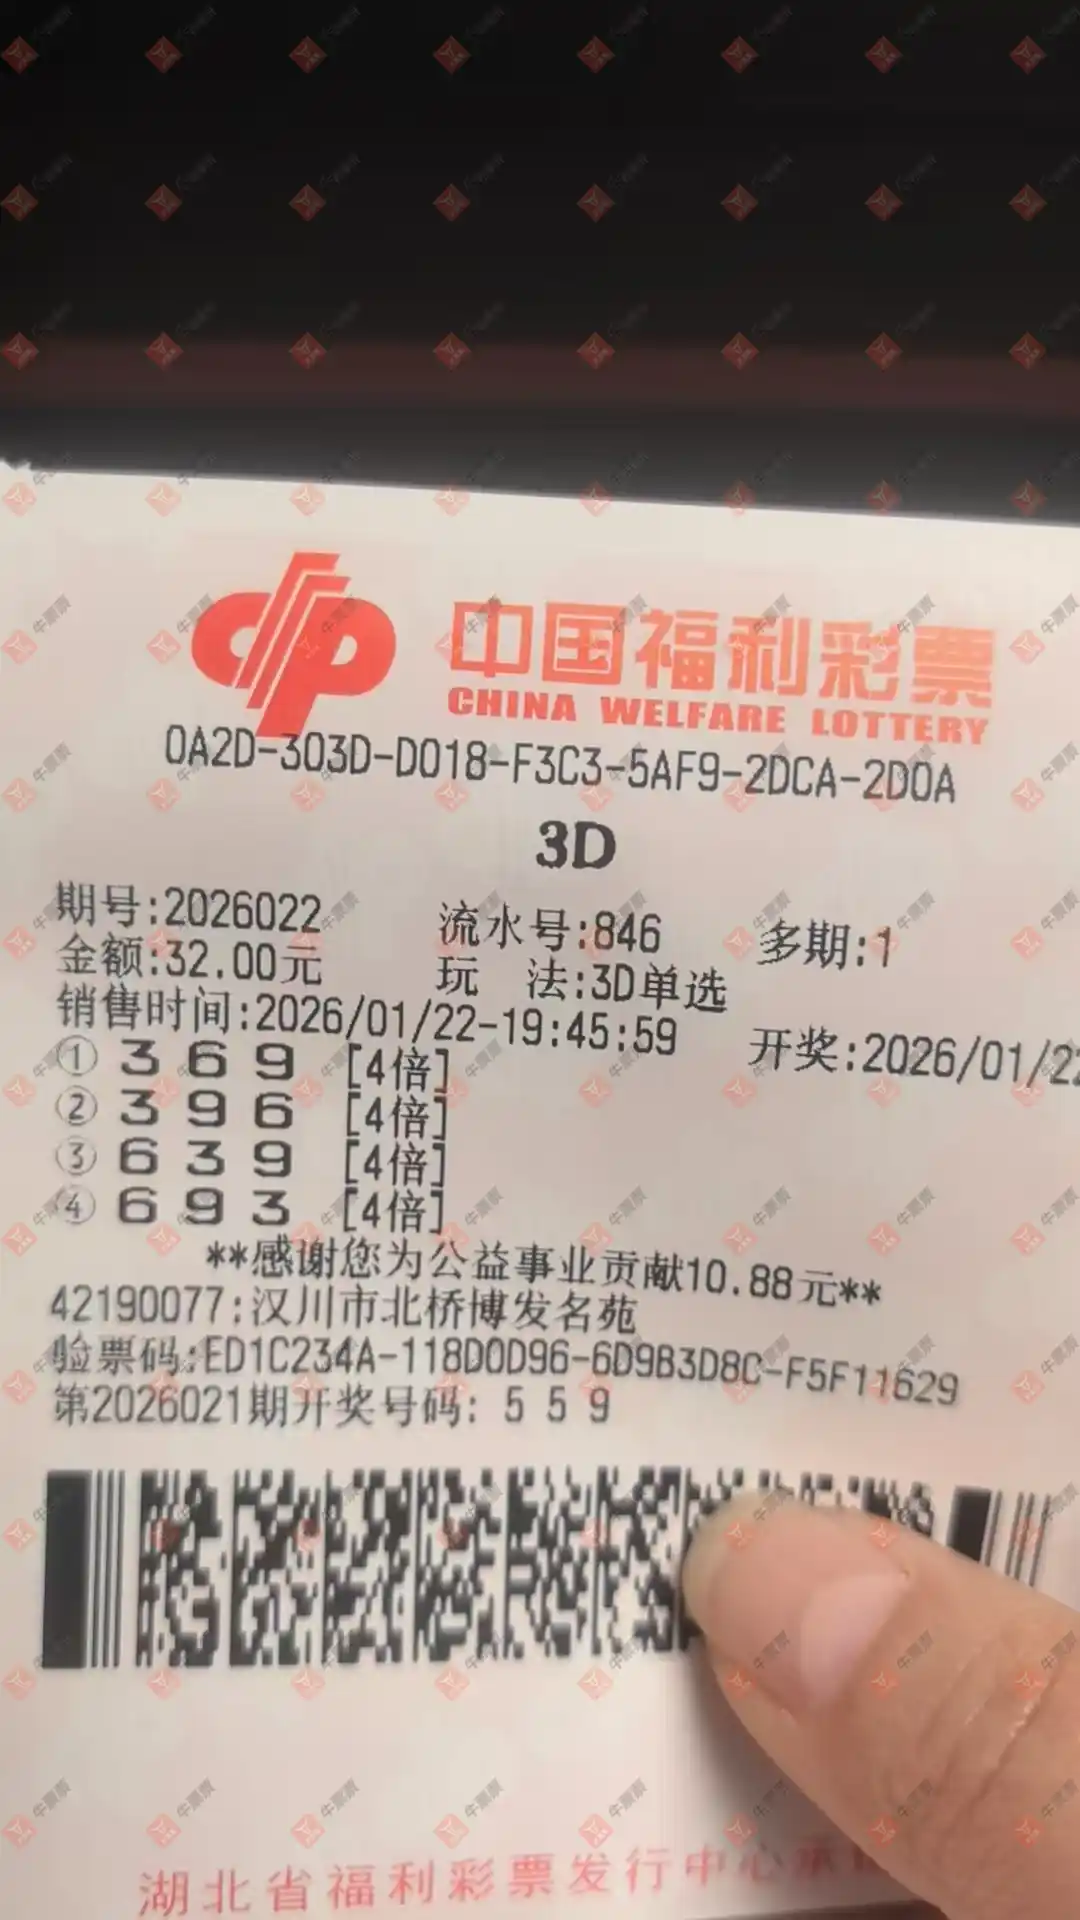 中国福利彩票
CHINA WELFARE LOTTERY
0A2D-303D-D018-F3C3-5AF9-2DCA-2D0A
3D
期号:2026022 流水号:846 多期:1
金额:32.00元 玩 法:3D单选
销售时间:2026/01/22-19:45:59 开奖:2026/01/22
① 3 6 9 [4倍]
② 3 9 6 [4倍]
③ 6 3 9 [4倍]
④ 6 9 3 [4倍]
**感谢您为公益事业贡献10.88元**
42190077:汉川市北桥博发名苑
验票码:ED1C234A-118D0D96-6D9B3D8C-F5F11629
第2026021期开奖号码: 5 5 9
湖北省福利彩票发行中心承
牛票票